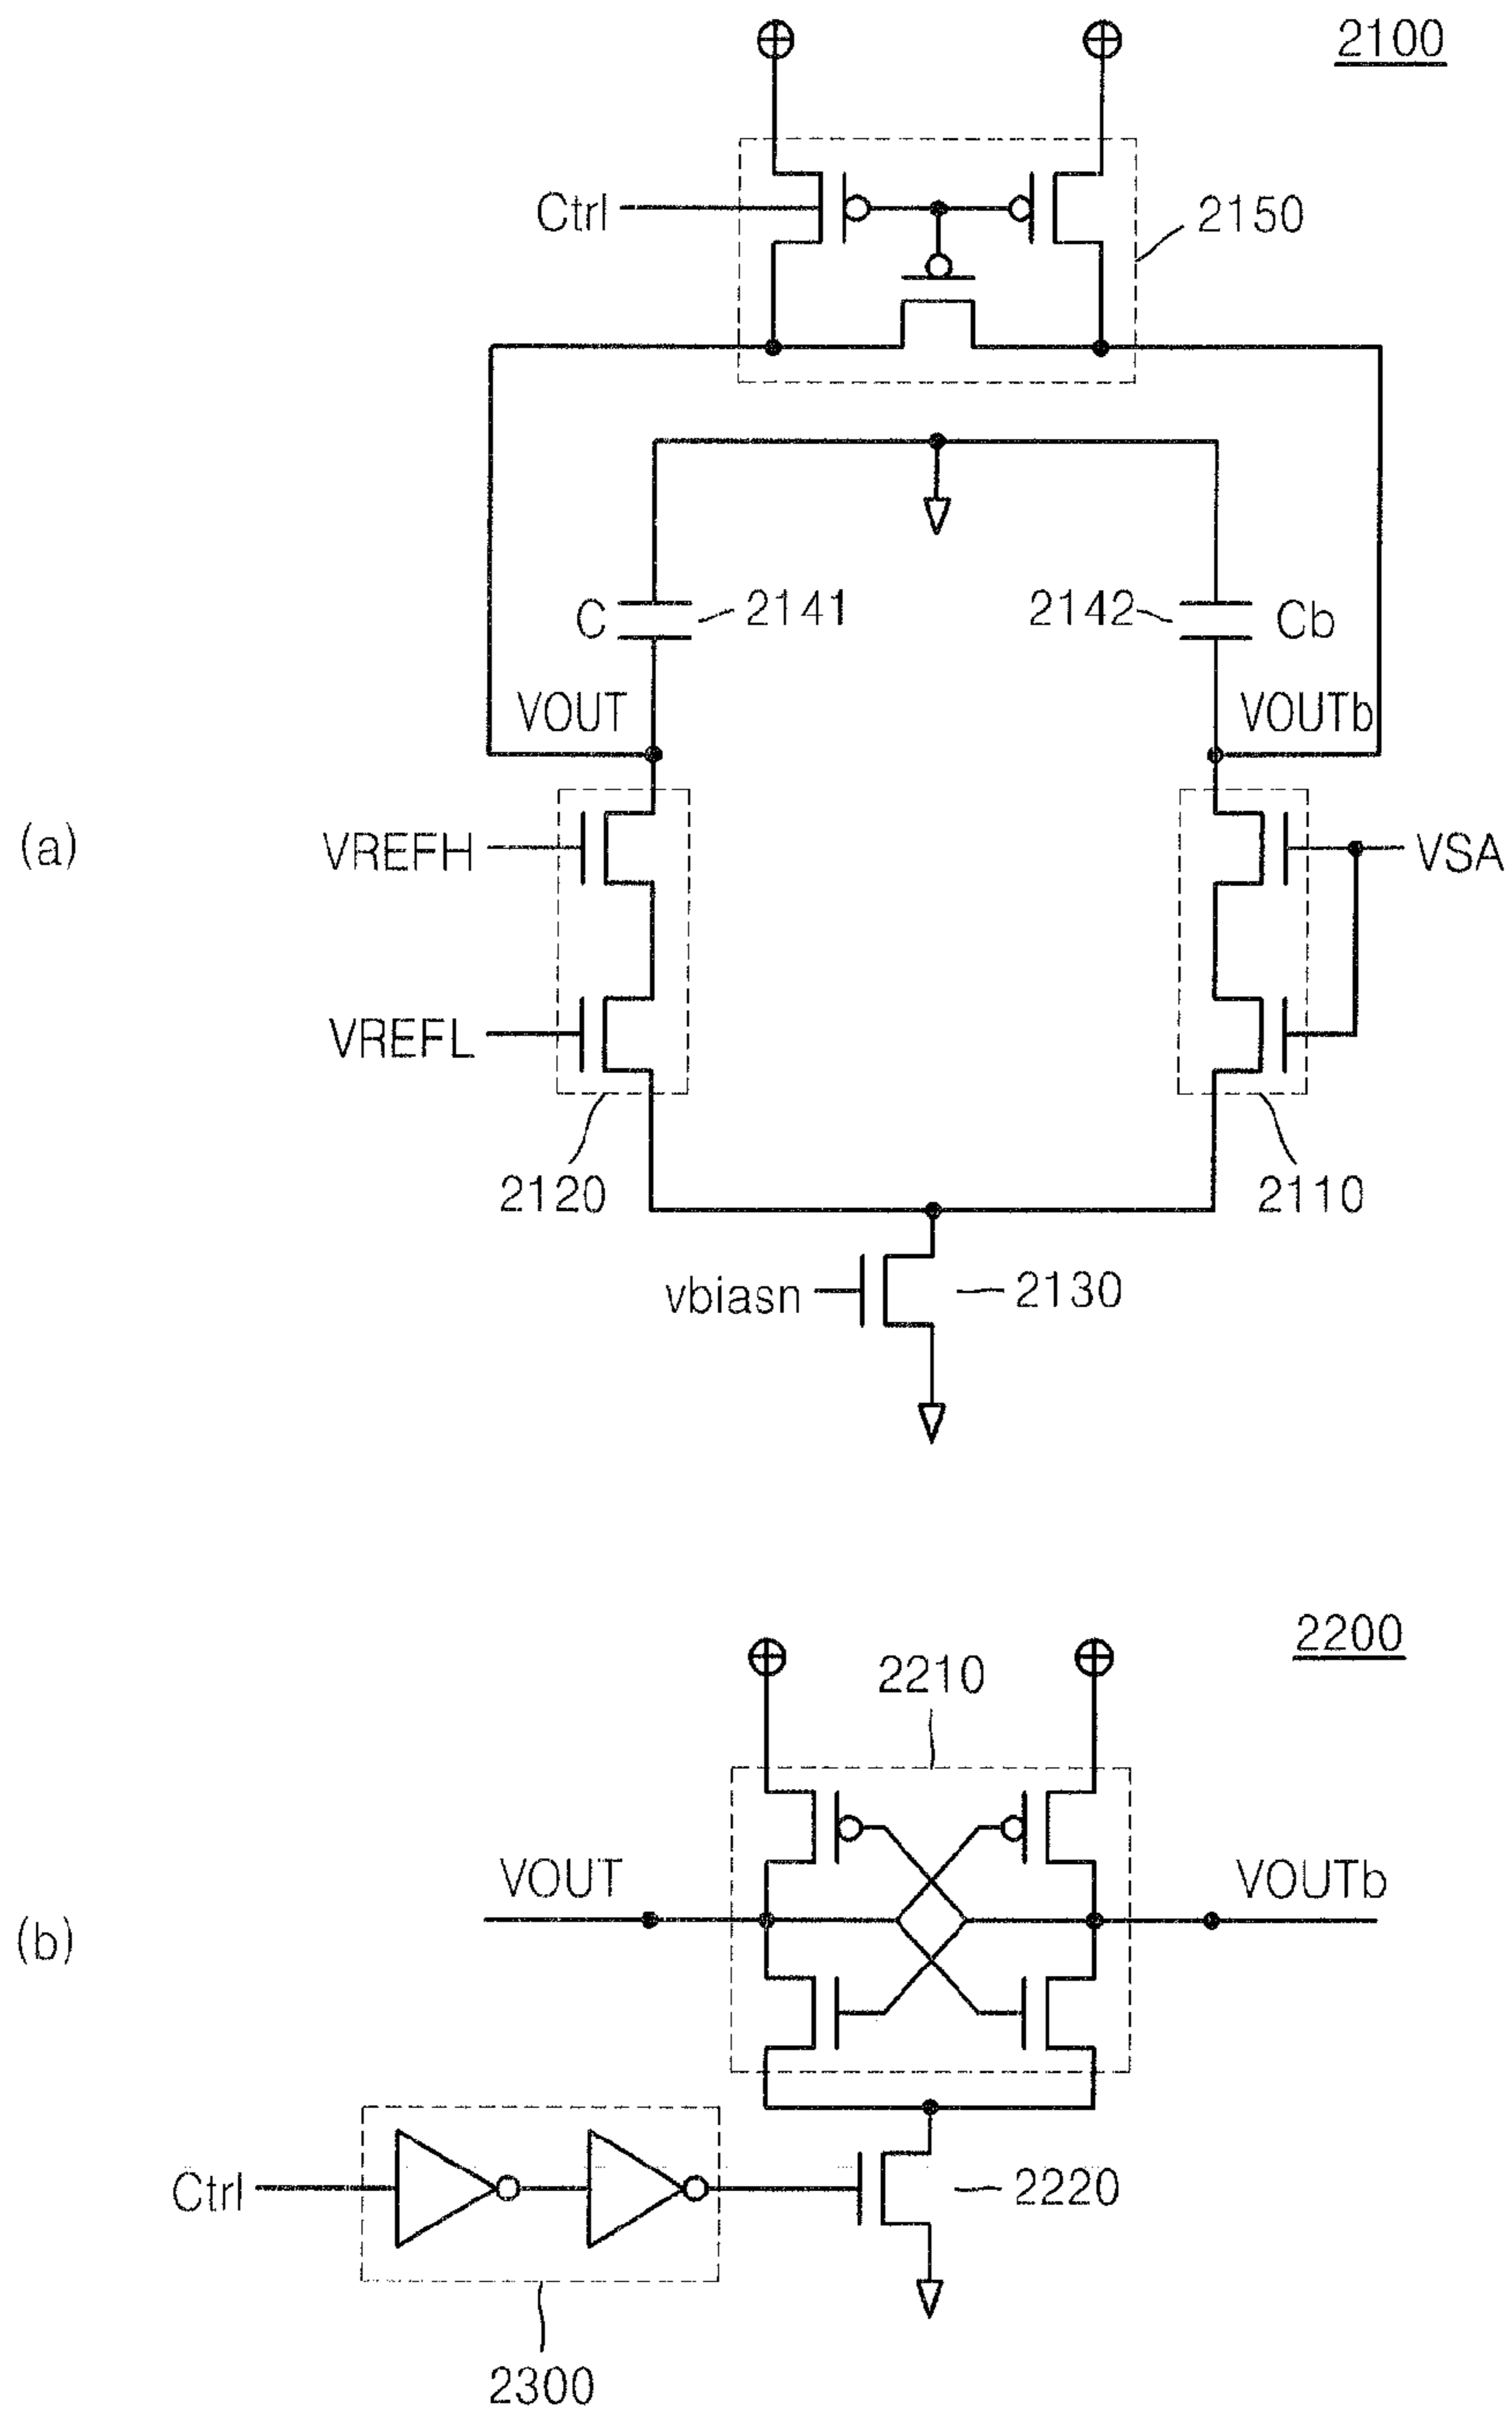 2100
Ctrl
2150
C
2141
2142
Cb
VOUT
VOUTb
(a)
VREFH
VSA
VREFL
2120
2110
vbiasn
2130
2200
2210
VOUT
VOUTb
(b)
Ctrl
2220
2300